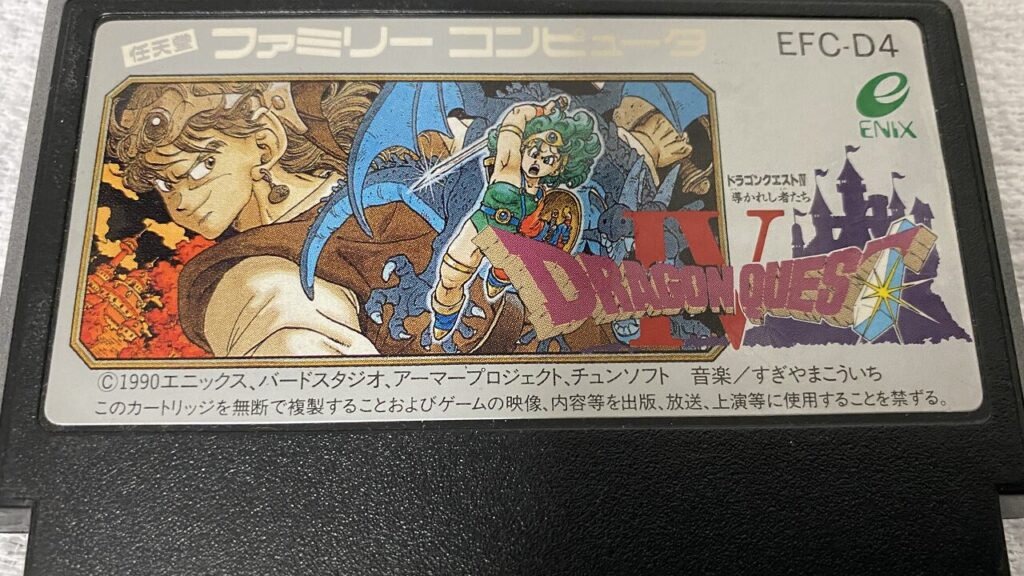 任天堂 ファミリー コンピュータ EFC-D4
ENIX
ドラゴンクエストⅣ
導かれし者たち
IV
DRAGON QUEST
©1990エニックス、バードスタジオ、アーマープロジェクト、チュンソフト 音楽／すぎやまこういち
このカートリッジを無断で複製することおよびゲームの映像、内容等を出版、放送、上演等に使用することを禁ずる。